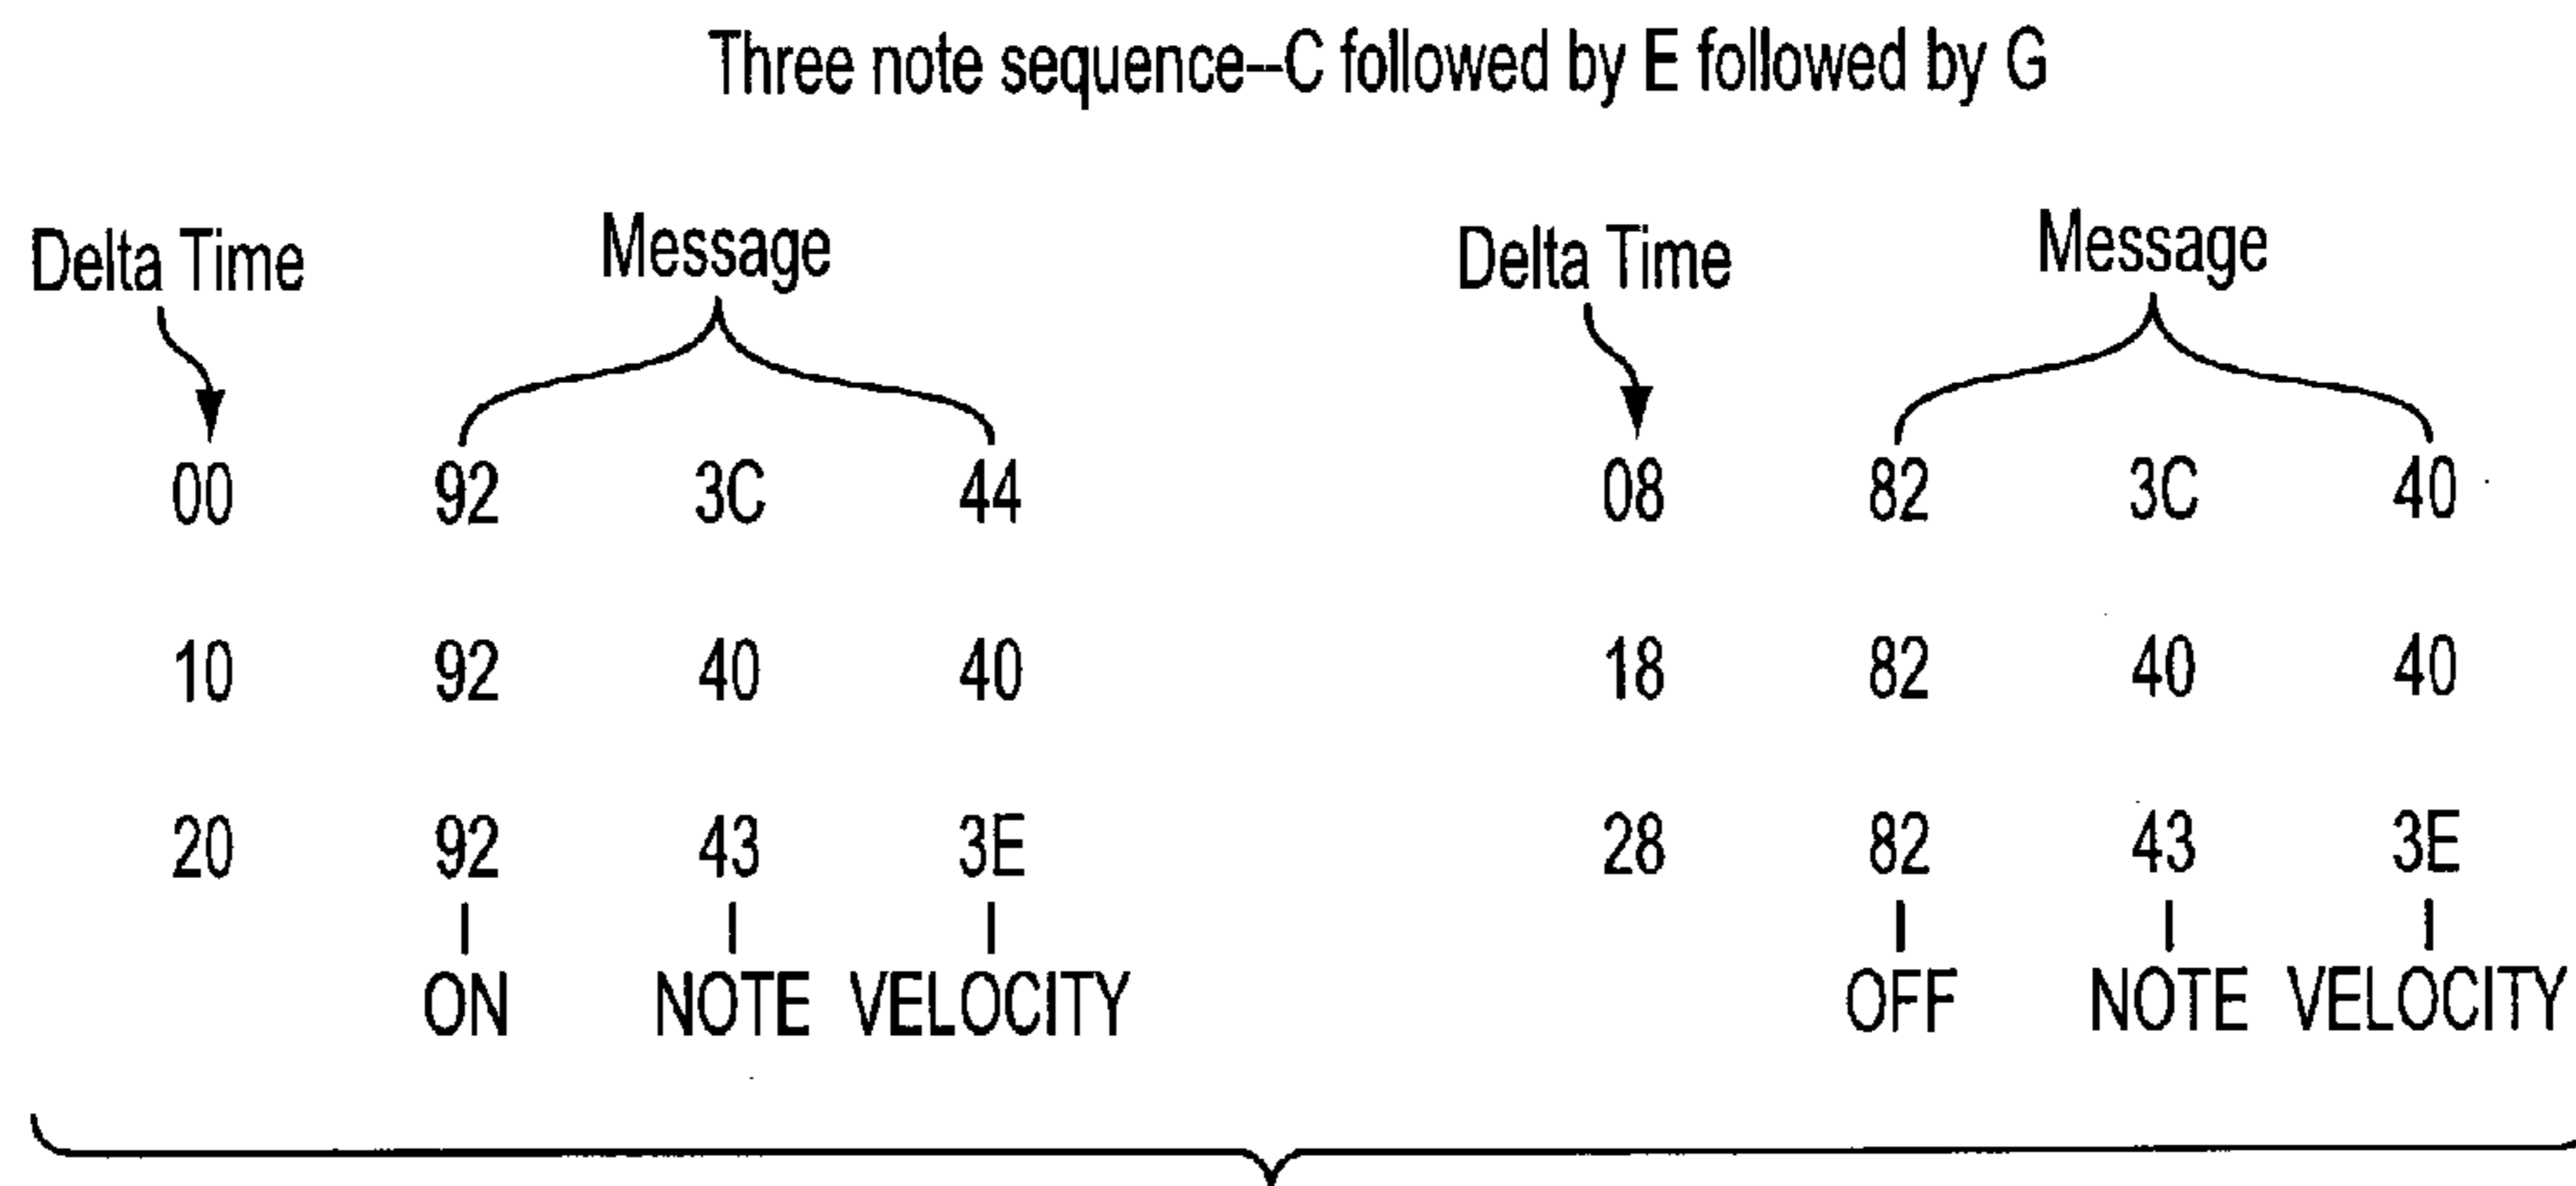 Three note sequence--C followed by E followed by G
Delta Time Message Delta Time Message
00 92 3C 44 08 82 3C 40
10 92 40 40 18 82 40 40
20 92 43 3E 28 82 43 3E
ON NOTE VELOCITY OFF NOTE VELOCITY